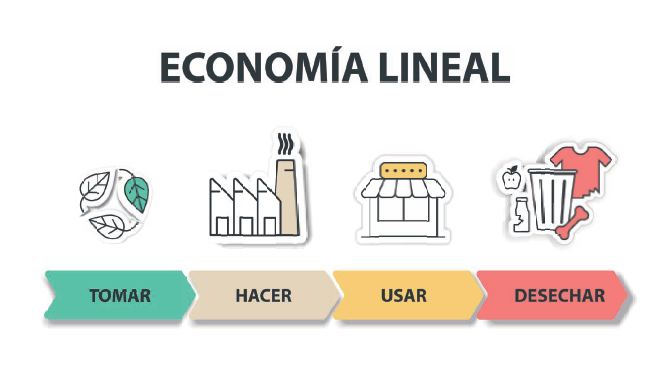 ECONOMÍA LINEAL
TOMAR
HACER
USAR
DESECHAR